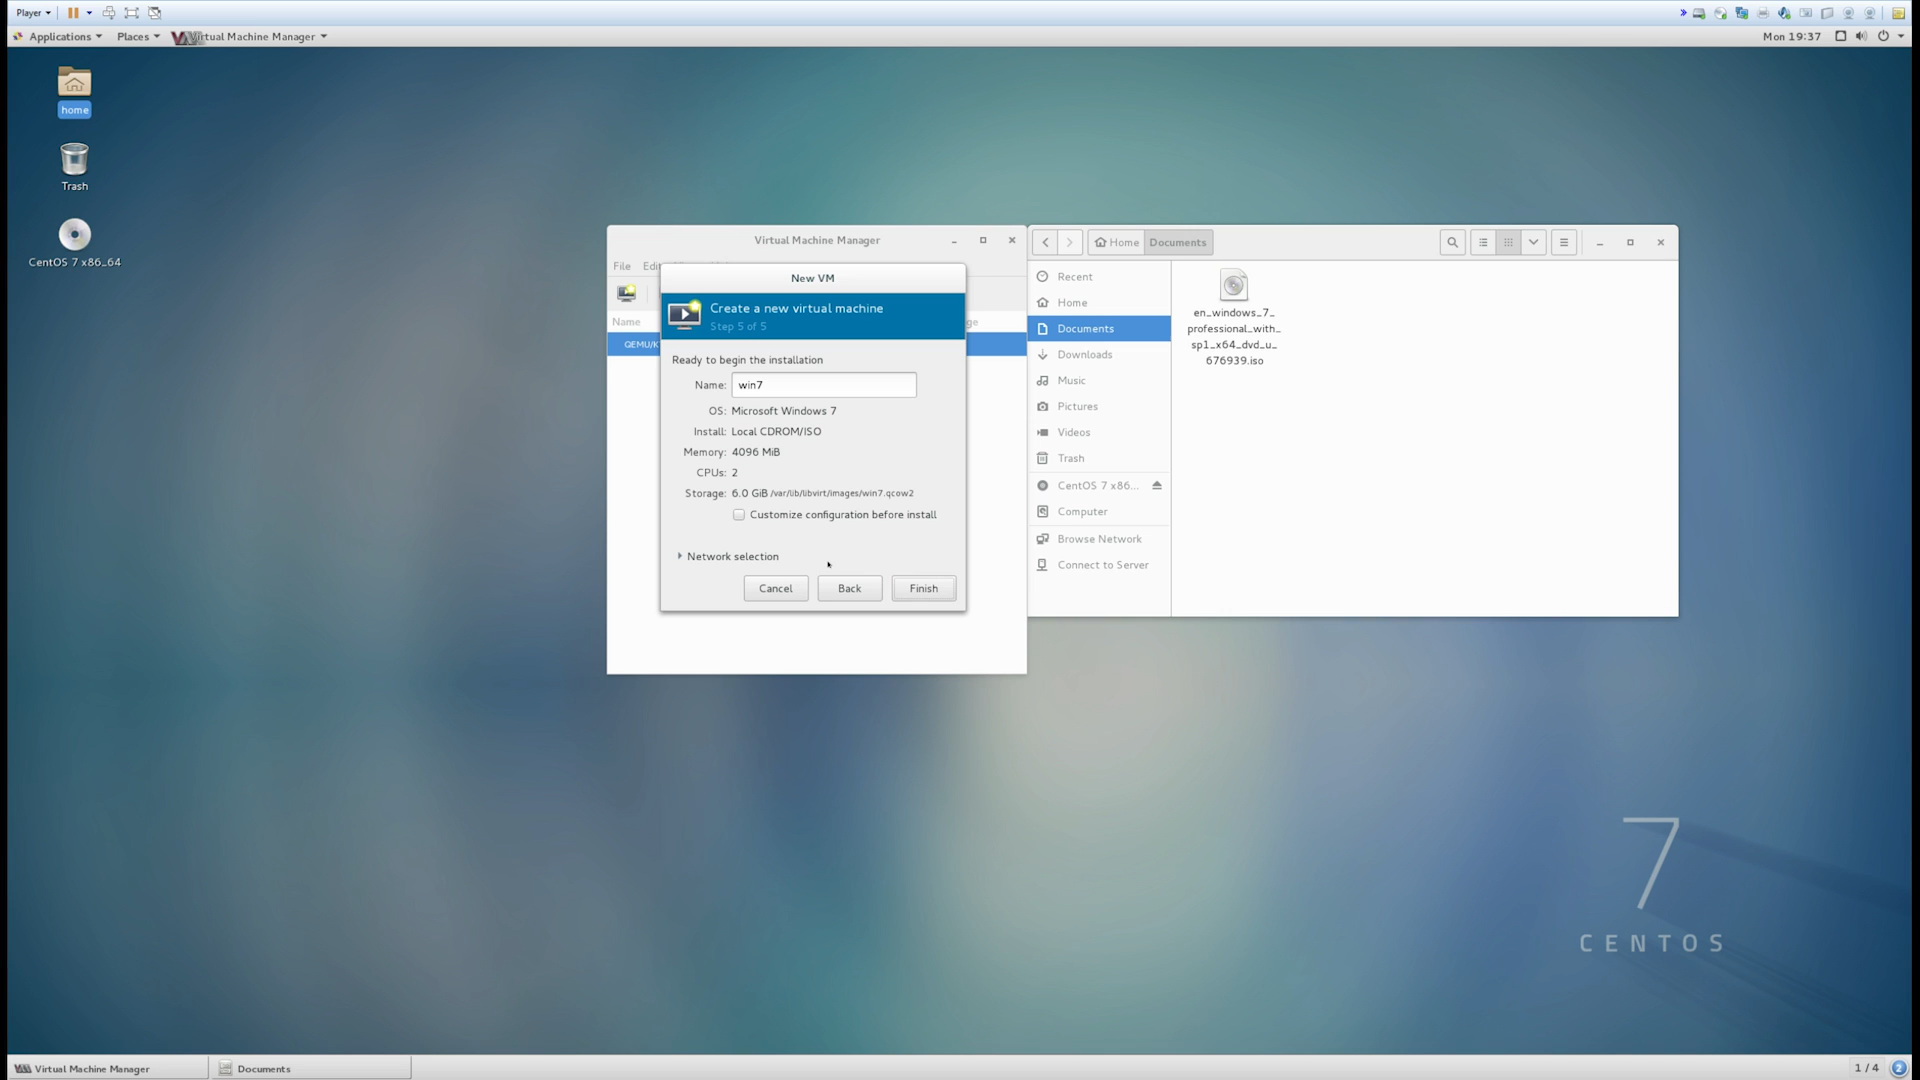 Player
Applications
Places
Virtual Machine Manager
Mon 19:37
home
Trash
CentOS 7 x86_64
Virtual Machine Manager
File
Name
New VM
Create a new virtual machine
Step 5 of 5
Ready to begin the installation
Name: win7
OS: Microsoft Windows 7
Install: Local CDROM/ISO
Memory: 4096 MiB
CPUs: 2
Storage: 6.0 GiB /var/lib/libvirt/images/win7.qcow2
Customize configuration before install
Network selection
Cancel
Back
Finish
Home
Documents
Recent
Home
Documents
Downloads
Music
Pictures
Videos
Trash
CentOS 7 x86...
Computer
Browse Network
Connect to Server
en_windows_7_
professional_with_
sp1_x64_dvd_u_
676939.iso
7
CENTOS
Virtual Machine Manager
Documents
1 / 4
2